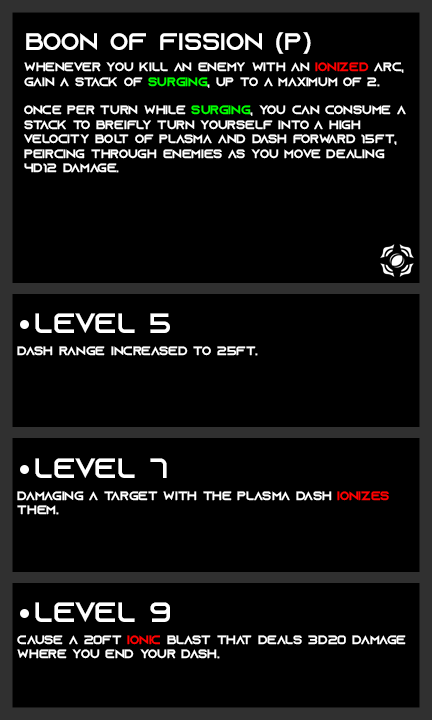 BOON OF FISSION (P)
WHENEVER YOU KILL AN ENEMY WITH AN IONIZED ARC,
GAIN A STACK OF SURGING, UP TO A MAXIMUM OF 2.
ONCE PER TURN WHILE SURGING, YOU CAN CONSUME A
STACK TO BREIFLY TURN YOURSELF INTO A HIGH
VELOCITY BOLT OF PLASMA AND DASH FORWARD 15FT,
PEIRCING THROUGH ENEMIES AS YOU MOVE DEALING
4D12 DAMAGE.
•LEVEL 5
DASH RANGE INCREASED TO 25FT.
•LEVEL 7
DAMAGING A TARGET WITH THE PLASMA DASH IONIZES
THEM.
•LEVEL 9
CAUSE A 20FT IONIC BLAST THAT DEALS 3D20 DAMAGE
WHERE YOU END YOUR DASH.